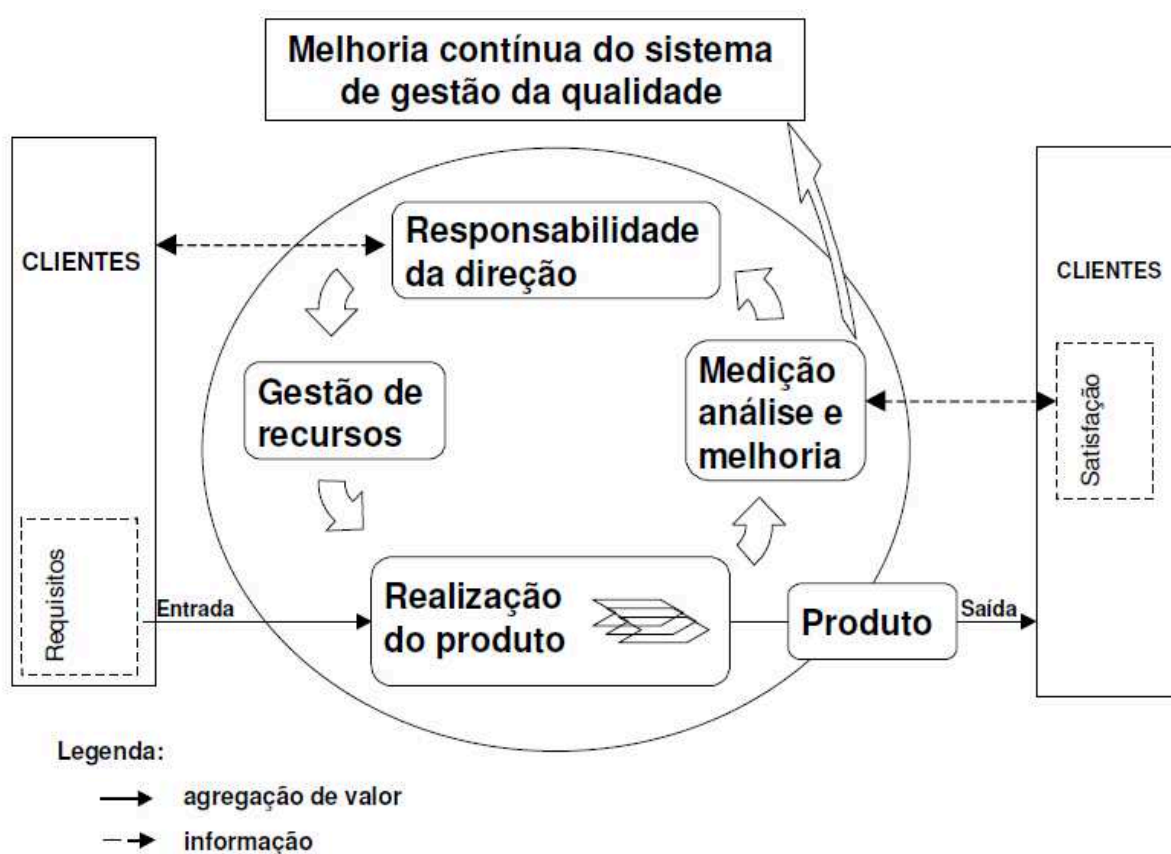 Melhoria contínua do sistema
de gestão da qualidade
CLIENTES
Requisitos
Responsabilidade
da direção
Gestão de
recursos
Medição
análise e
melhoria
CLIENTES
Satisfação
Entrada
Realização
do produto
Produto
Saída
Legenda:
agregação de valor
informação